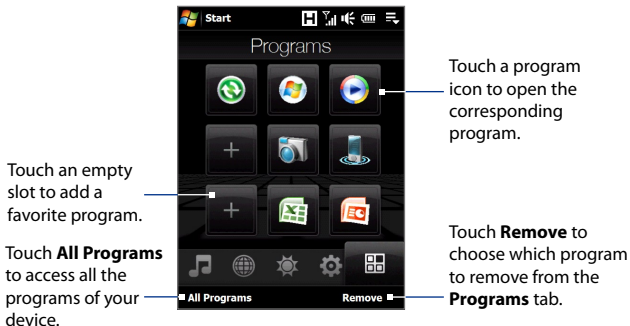 Start
H
Programs
Touch a program
icon to open the
corresponding
program.
Touch an empty
slot to add a
favorite program.
Touch All Programs
to access all the
programs of your
device.
Touch Remove to
choose which program
to remove from the
Programs tab.
All Programs
Remove